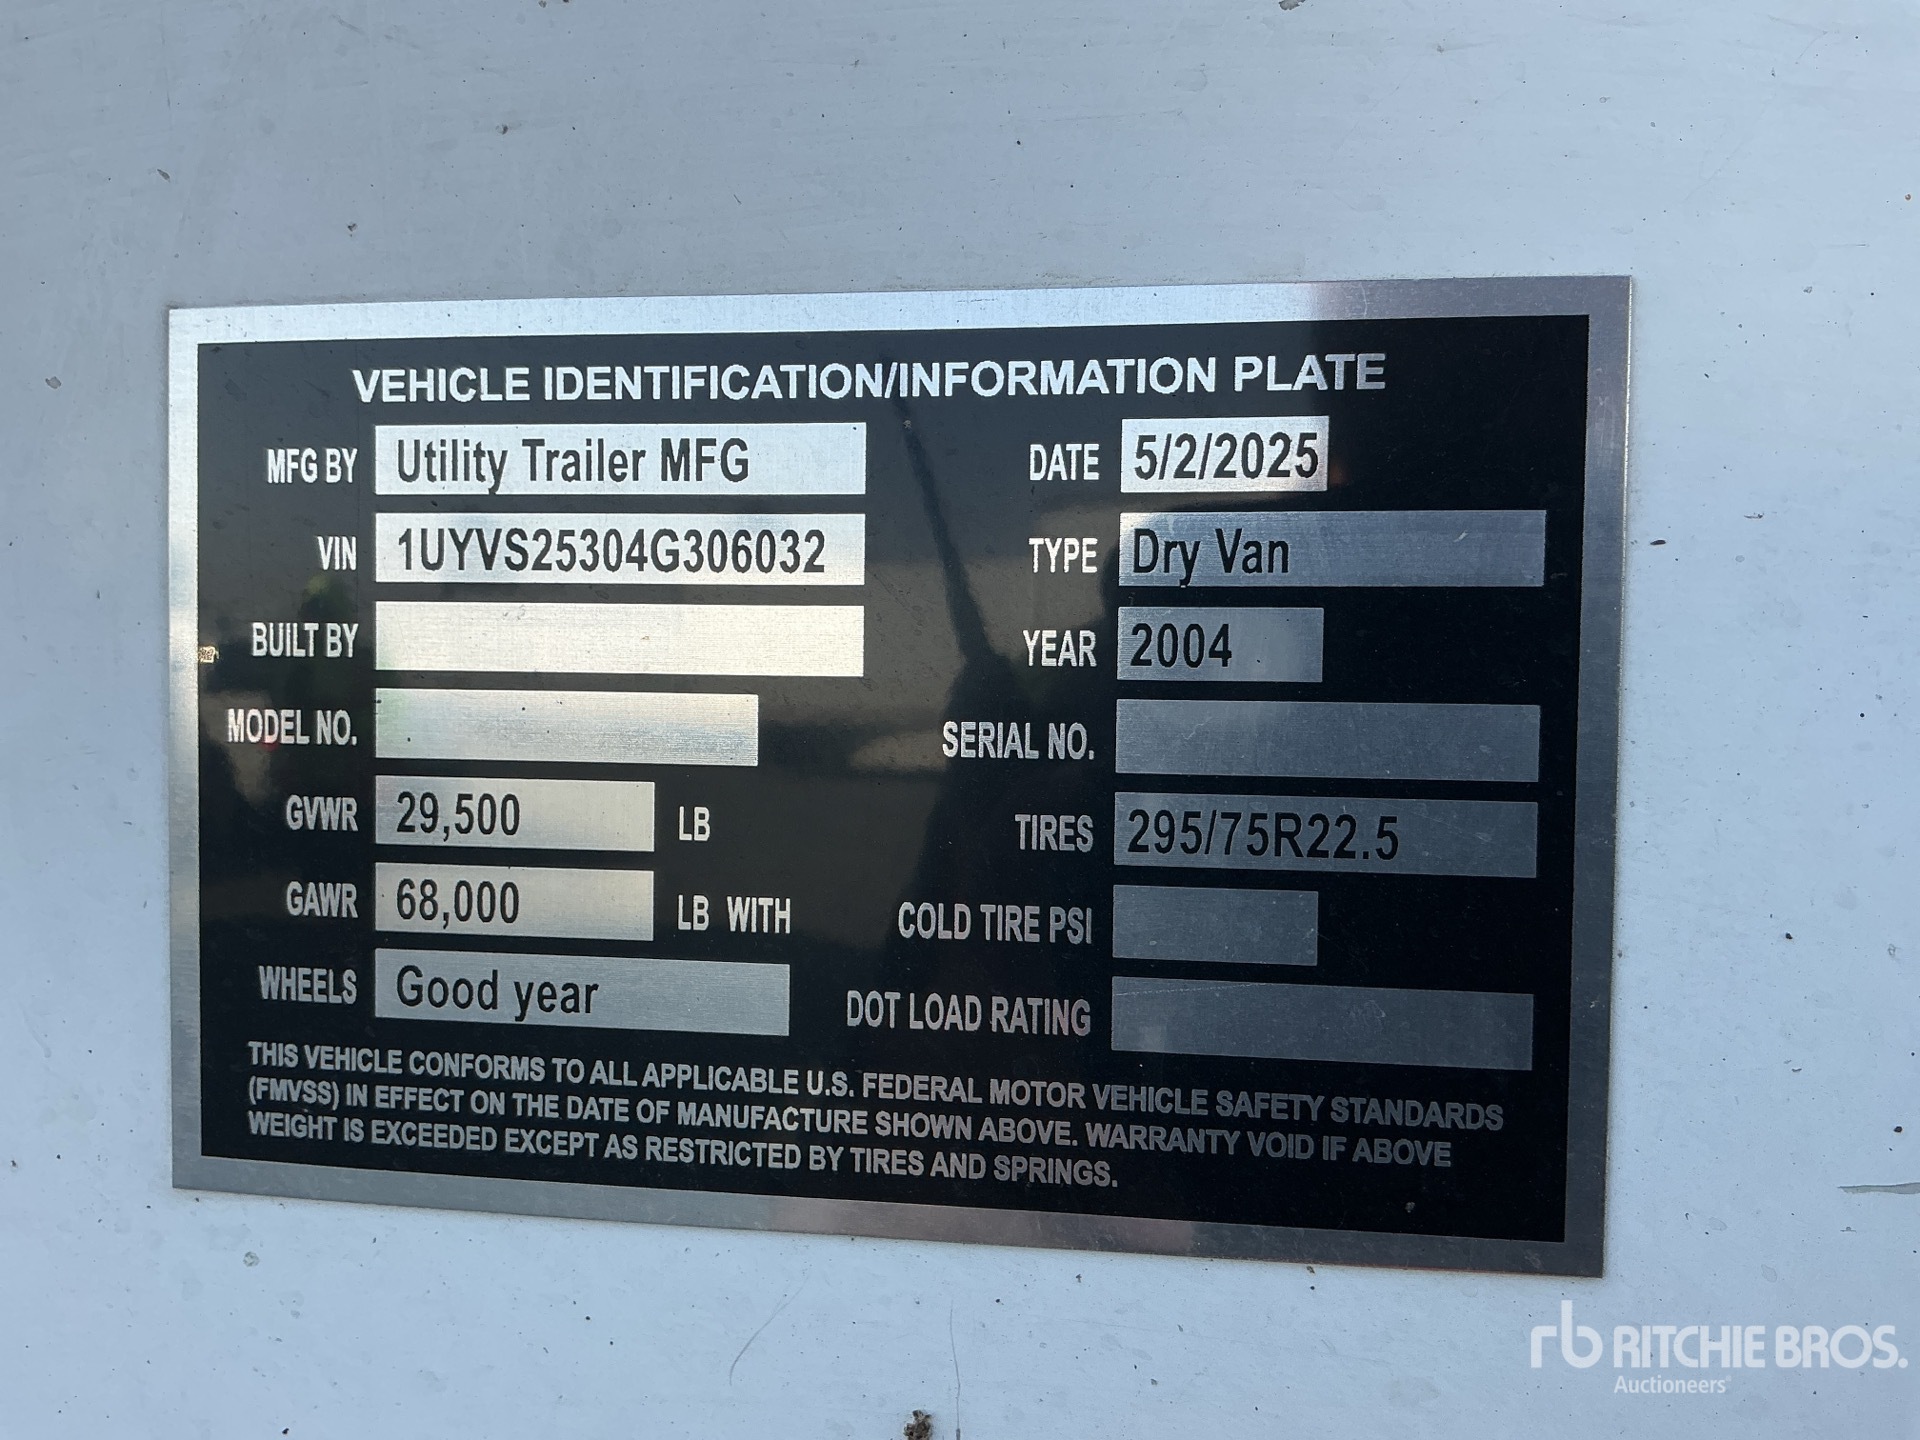 VEHICLE IDENTIFICATION/INFORMATION PLATE
MFG BY Utility Trailer MFG DATE 5/2/2025
VIN 1UYVS25304G306032 TYPE Dry Van
BUILT BY YEAR 2004
MODEL NO. SERIAL NO.
GVWR 29,500 LB TIRES 295/75R22.5
GAWR 68,000 LB WITH COLD TIRE PSI
WHEELS Good year DOT LOAD RATING
THIS VEHICLE CONFORMS TO ALL APPLICABLE U.S. FEDERAL MOTOR VEHICLE SAFETY STANDARDS
(FMVSS) IN EFFECT ON THE DATE OF MANUFACTURE SHOWN ABOVE. WARRANTY VOID IF ABOVE
WEIGHT IS EXCEEDED EXCEPT AS RESTRICTED BY TIRES AND SPRINGS.
rb RITCHIE BROS.
Auctioneers